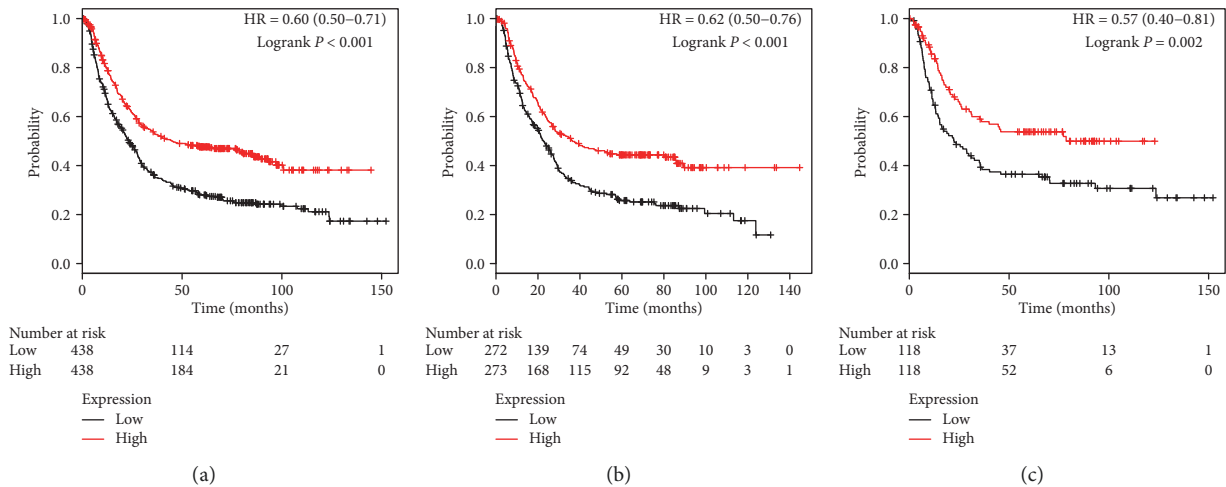 HR = 0.60 (0.50–0.71)
Logrank P < 0.001
Probability
1.0
0.8
0.6
0.4
0.2
0.0
0
50
100
150
Time (months)
Number at risk
Low 438 114 27 1
High 438 184 21 0
Expression
Low
High
(a)
HR = 0.62 (0.50–0.76)
Logrank P < 0.001
Probability
1.0
0.8
0.6
0.4
0.2
0.0
0 20 40 60 80 100 120 140
Time (months)
Number at risk
Low 272 139 74 49 30 10 3 0
High 273 168 115 92 48 9 3 1
Expression
Low
High
(b)
HR = 0.57 (0.40–0.81)
Logrank P = 0.002
Probability
1.0
0.8
0.6
0.4
0.2
0.0
0 50 100 150
Time (months)
Number at risk
Low 118 37 13 1
High 118 52 6 0
Expression
Low
High
(c)